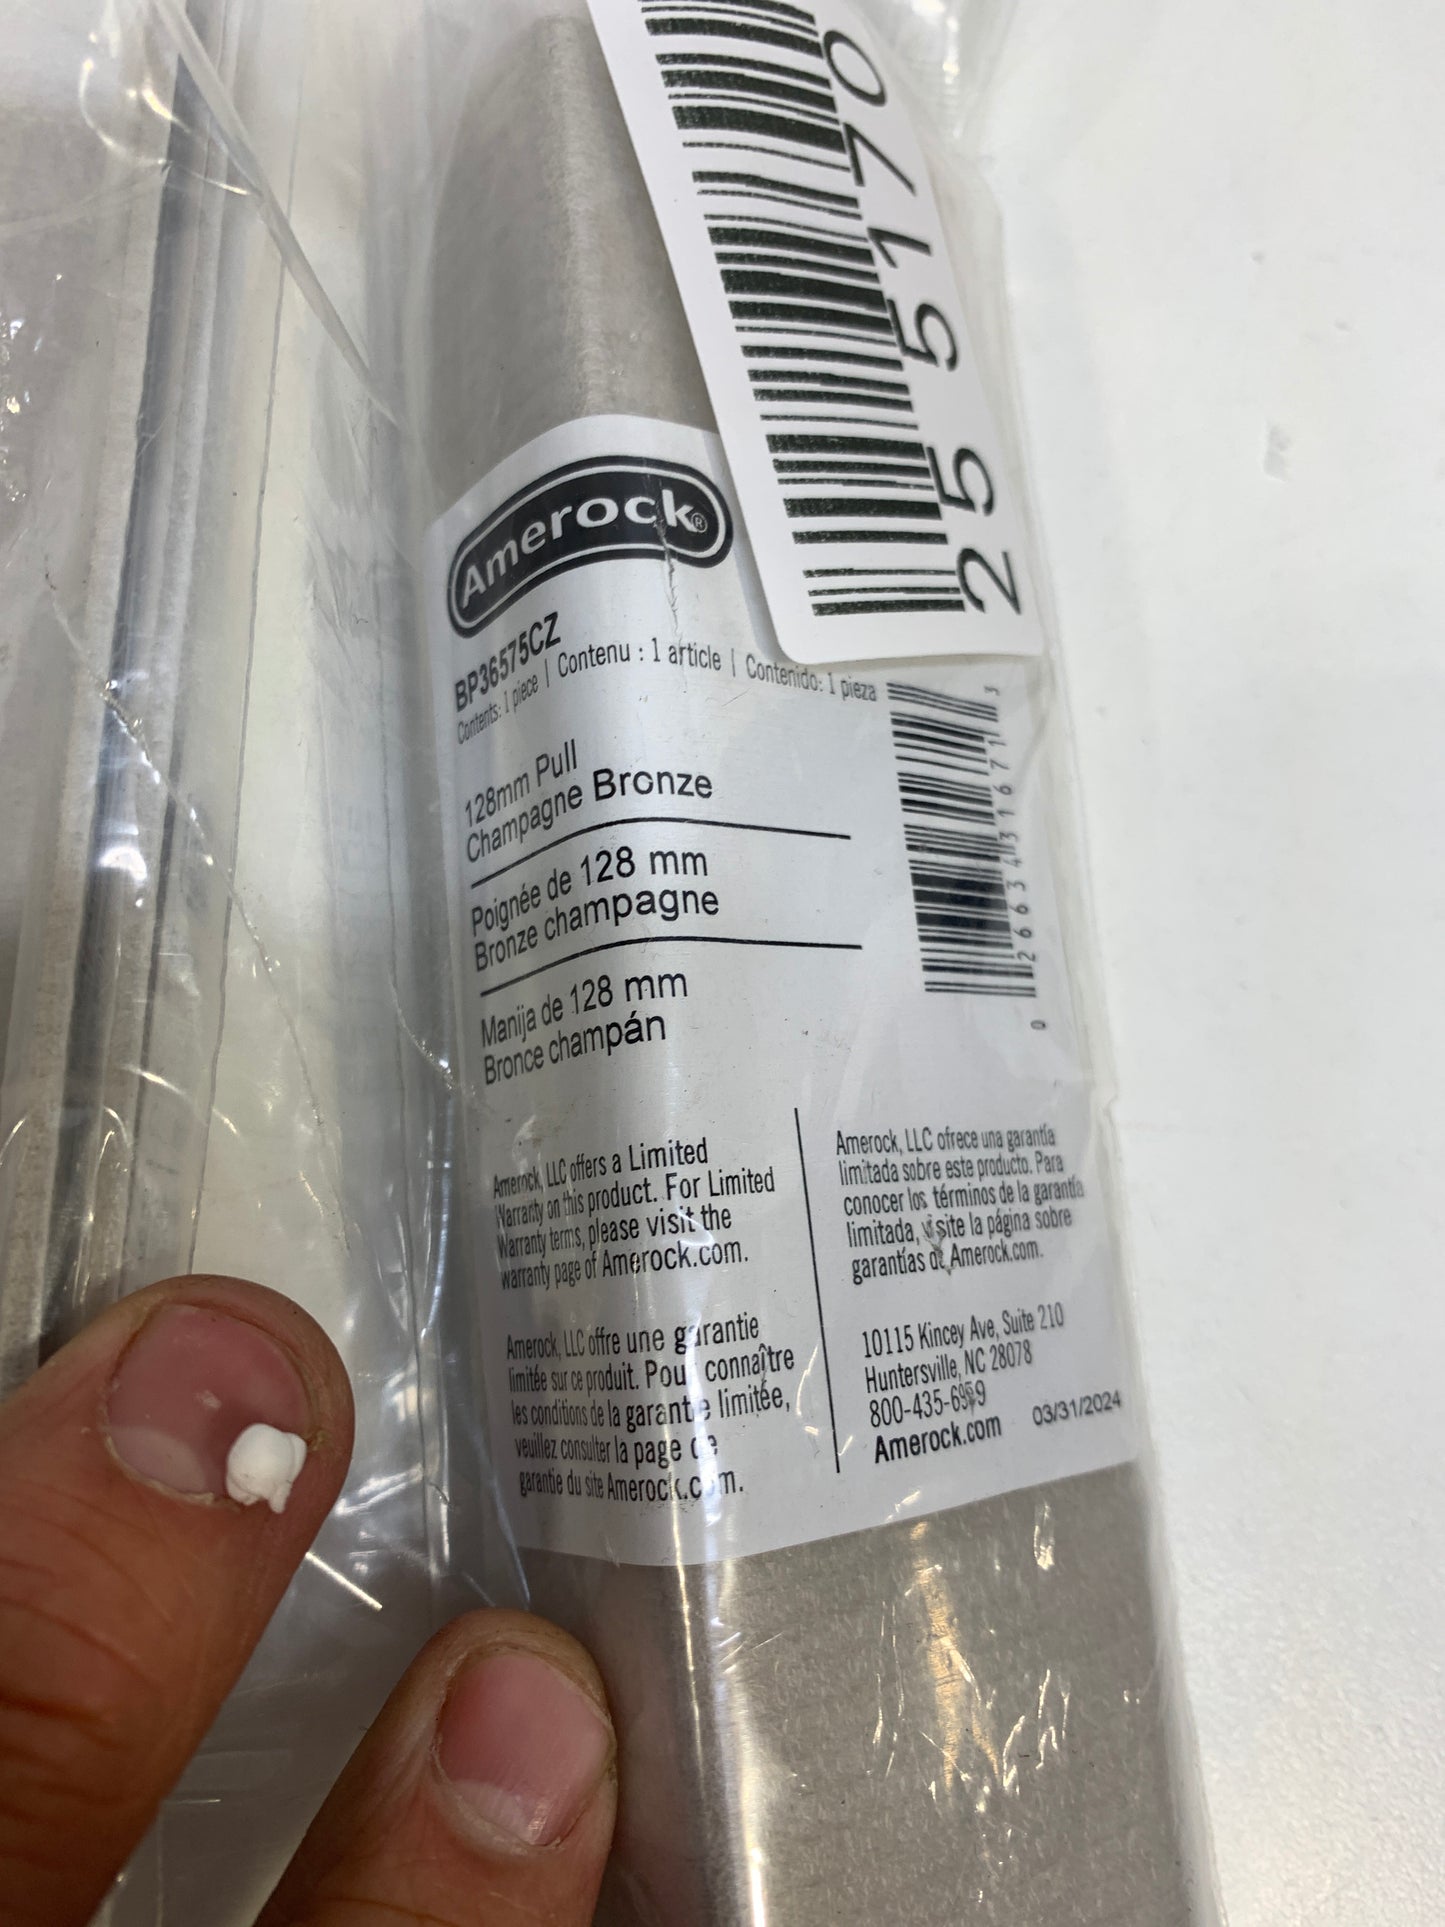 255170
Amerock®
BP36575CZ
Contents: 1 piece | Contenu : 1 article | Contenido: 1 pieza
128mm Pull
Champagne Bronze
Poignée de 128 mm
Bronze champagne
Manija de 128 mm
Bronce champán
0 26634 31671 3
Amerock, LLC offers a Limited
Warranty on this product. For Limited
Warranty terms, please visit the
warranty page of Amerock.com.
Amerock, LLC offre une garantie
limitée sur ce produit. Pour connaître
les conditions de la garantie limitée,
veuillez consulter la page de
garantie du site Amerock.com.
Amerock, LLC ofrece una garantía
limitada sobre este producto. Para
conocer los términos de la garantía
limitada, visite la página sobre
garantías de Amerock.com.
10115 Kincey Ave, Suite 210
Huntersville, NC 28078
800-435-6959
Amerock.com
03/31/2024